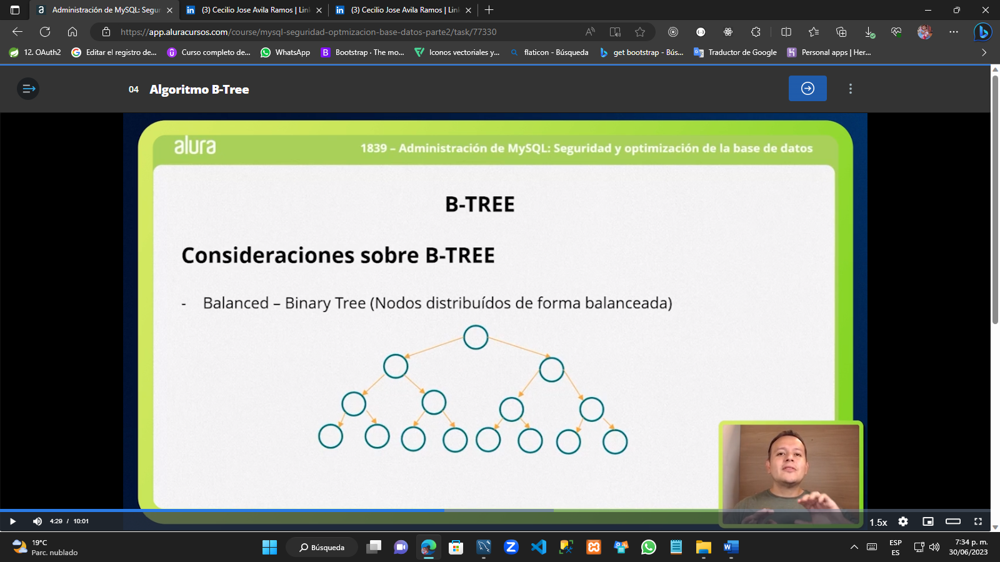 Administración de MySQL: Segur
(3) Cecilio Jose Avila Ramos | Link
(3) Cecilio Jose Avila Ramos | Link
https://app.aluracursos.com/course/mysql-seguridad-optmizacion-base-datos-parte2/task/77330
12. OAuth2
Editar el registro de...
Curso completo de...
WhatsApp
Bootstrap · The mo...
Iconos vectoriales y...
flaticon - Búsqueda
get bootstrap - Bús...
Traductor de Google
Personal apps | Her...
04 Algoritmo B-Tree
alura
1839 – Administración de MySQL: Seguridad y optimización de la base de datos
B-TREE
Consideraciones sobre B-TREE
- Balanced – Binary Tree (Nodos distribuídos de forma balanceada)
4:29 / 10:01
1.5x
19°C
Parc. nublado
Búsqueda
ESP
ES
7:34 p. m.
30/06/2023